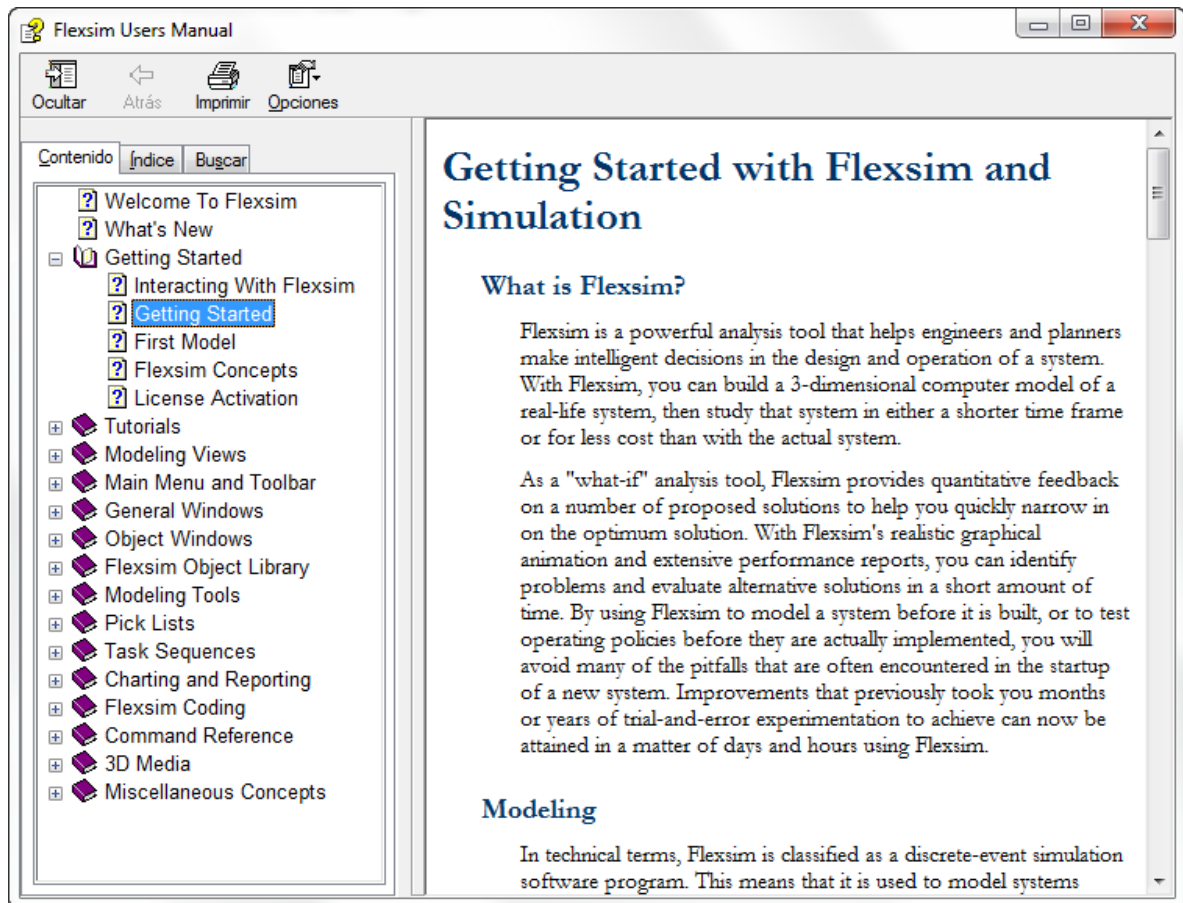 Flexsim Users Manual
Ocultar
Atrás
Imprimir
Opciones
Contenido
Índice
Buscar
Welcome To Flexsim
What's New
Getting Started
Interacting With Flexsim
Getting Started
First Model
Flexsim Concepts
License Activation
Tutorials
Modeling Views
Main Menu and Toolbar
General Windows
Object Windows
Flexsim Object Library
Modeling Tools
Pick Lists
Task Sequences
Charting and Reporting
Flexsim Coding
Command Reference
3D Media
Miscellaneous Concepts
Getting Started with Flexsim and
Simulation
What is Flexsim?
Flexsim is a powerful analysis tool that helps engineers and planners
make intelligent decisions in the design and operation of a system.
With Flexsim, you can build a 3-dimensional computer model of a
real-life system, then study that system in either a shorter time frame
or for less cost than with the actual system.
As a "what-if" analysis tool, Flexsim provides quantitative feedback
on a number of proposed solutions to help you quickly narrow in
on the optimum solution. With Flexsim's realistic graphical
animation and extensive performance reports, you can identify
problems and evaluate alternative solutions in a short amount of
time. By using Flexsim to model a system before it is built, or to test
operating policies before they are actually implemented, you will
avoid many of the pitfalls that are often encountered in the startup
of a new system. Improvements that previously took you months
or years of trial-and-error experimentation to achieve can now be
attained in a matter of days and hours using Flexsim.
Modeling
In technical terms, Flexsim is classified as a discrete-event simulation
software program. This means that it is used to model systems